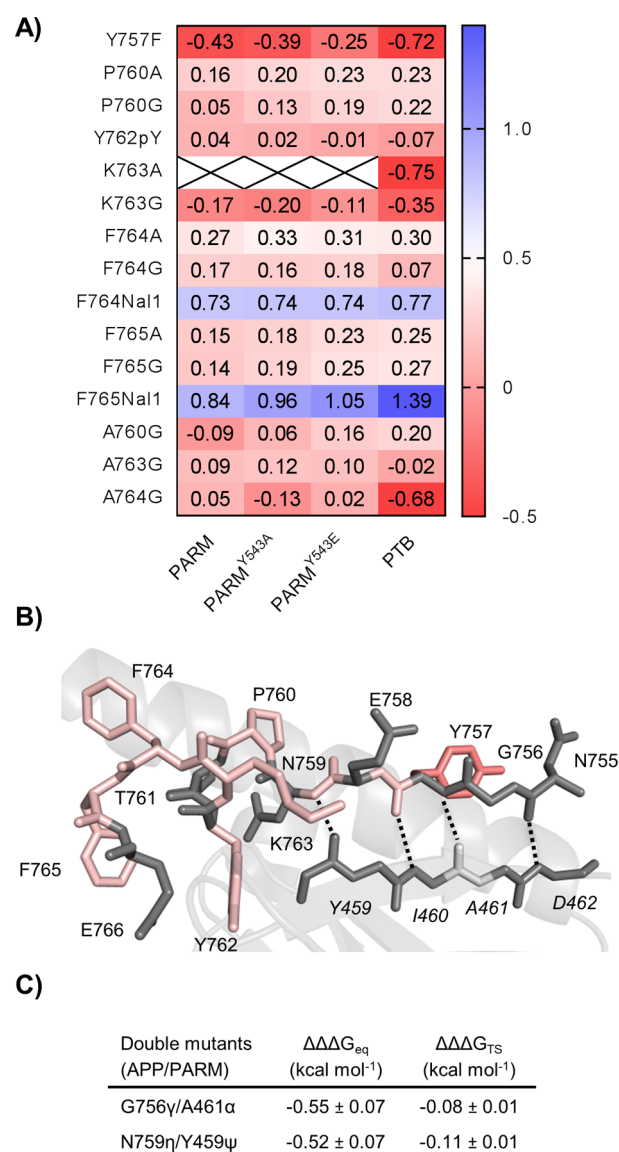 A)
Y757F -0.43 -0.39 -0.25 -0.72
P760A 0.16 0.20 0.23 0.23
P760G 0.05 0.13 0.19 0.22
Y762pY 0.04 0.02 -0.01 -0.07
K763A -0.75
K763G -0.17 -0.20 -0.11 -0.35
F764A 0.27 0.33 0.31 0.30
F764G 0.17 0.16 0.18 0.07
F764Nal1 0.73 0.74 0.74 0.77
F765A 0.15 0.18 0.23 0.25
F765G 0.14 0.19 0.25 0.27
F765Nal1 0.84 0.96 1.05 1.39
A760G -0.09 0.06 0.16 0.20
A763G 0.09 0.12 0.10 -0.02
A764G 0.05 -0.13 0.02 -0.68
PARM
PARM^Y543A
PARM^Y543E
PTB
1.0
0.5
0
-0.5
B)
F764
P760
E758
Y757
G756
N755
N759
T761
K763
F765
E766
Y762
Y459
I460
A461
D462
C)
Double mutants ΔΔΔG_eq ΔΔΔG_TS
(APP/PARM) (kcal mol⁻¹) (kcal mol⁻¹)
G756γ/A461α -0.55 ± 0.07 -0.08 ± 0.01
N759η/Y459ψ -0.52 ± 0.07 -0.11 ± 0.01